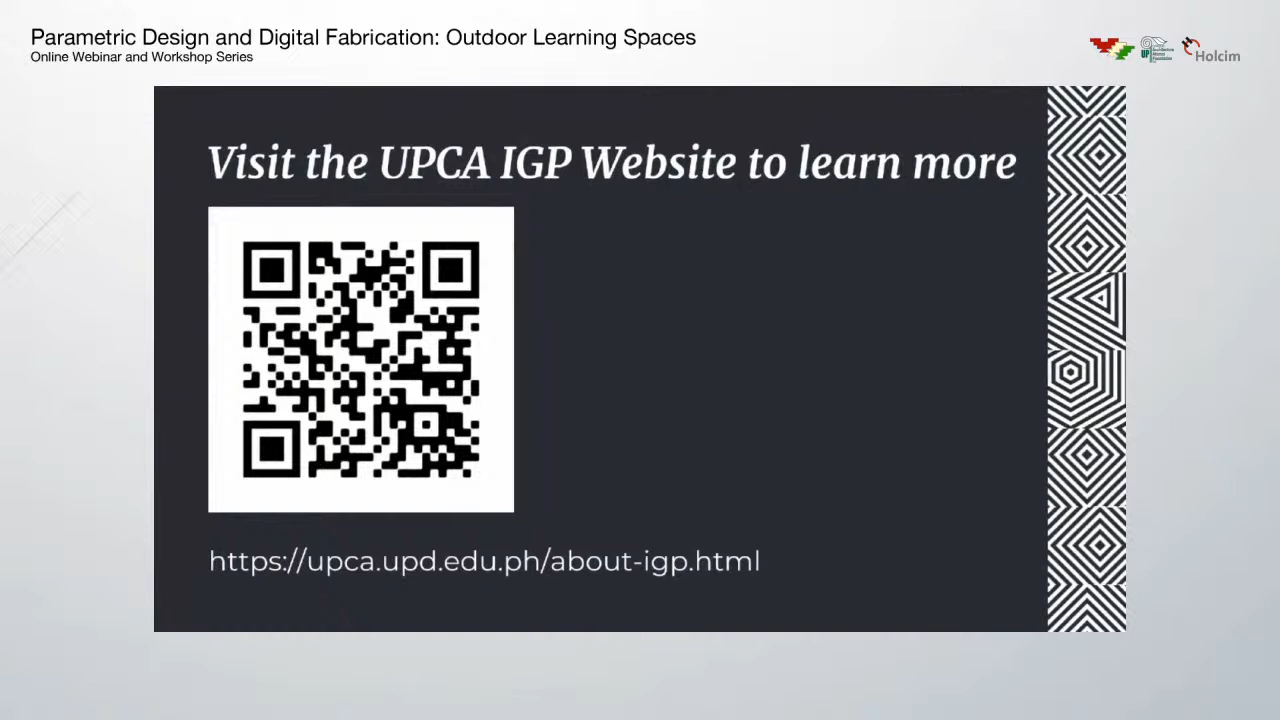 Parametric Design and Digital Fabrication: Outdoor Learning Spaces
Online Webinar and Workshop Series
UP
Holcim
Visit the UPCA IGP Website to learn more
https://upca.upd.edu.ph/about-igp.html